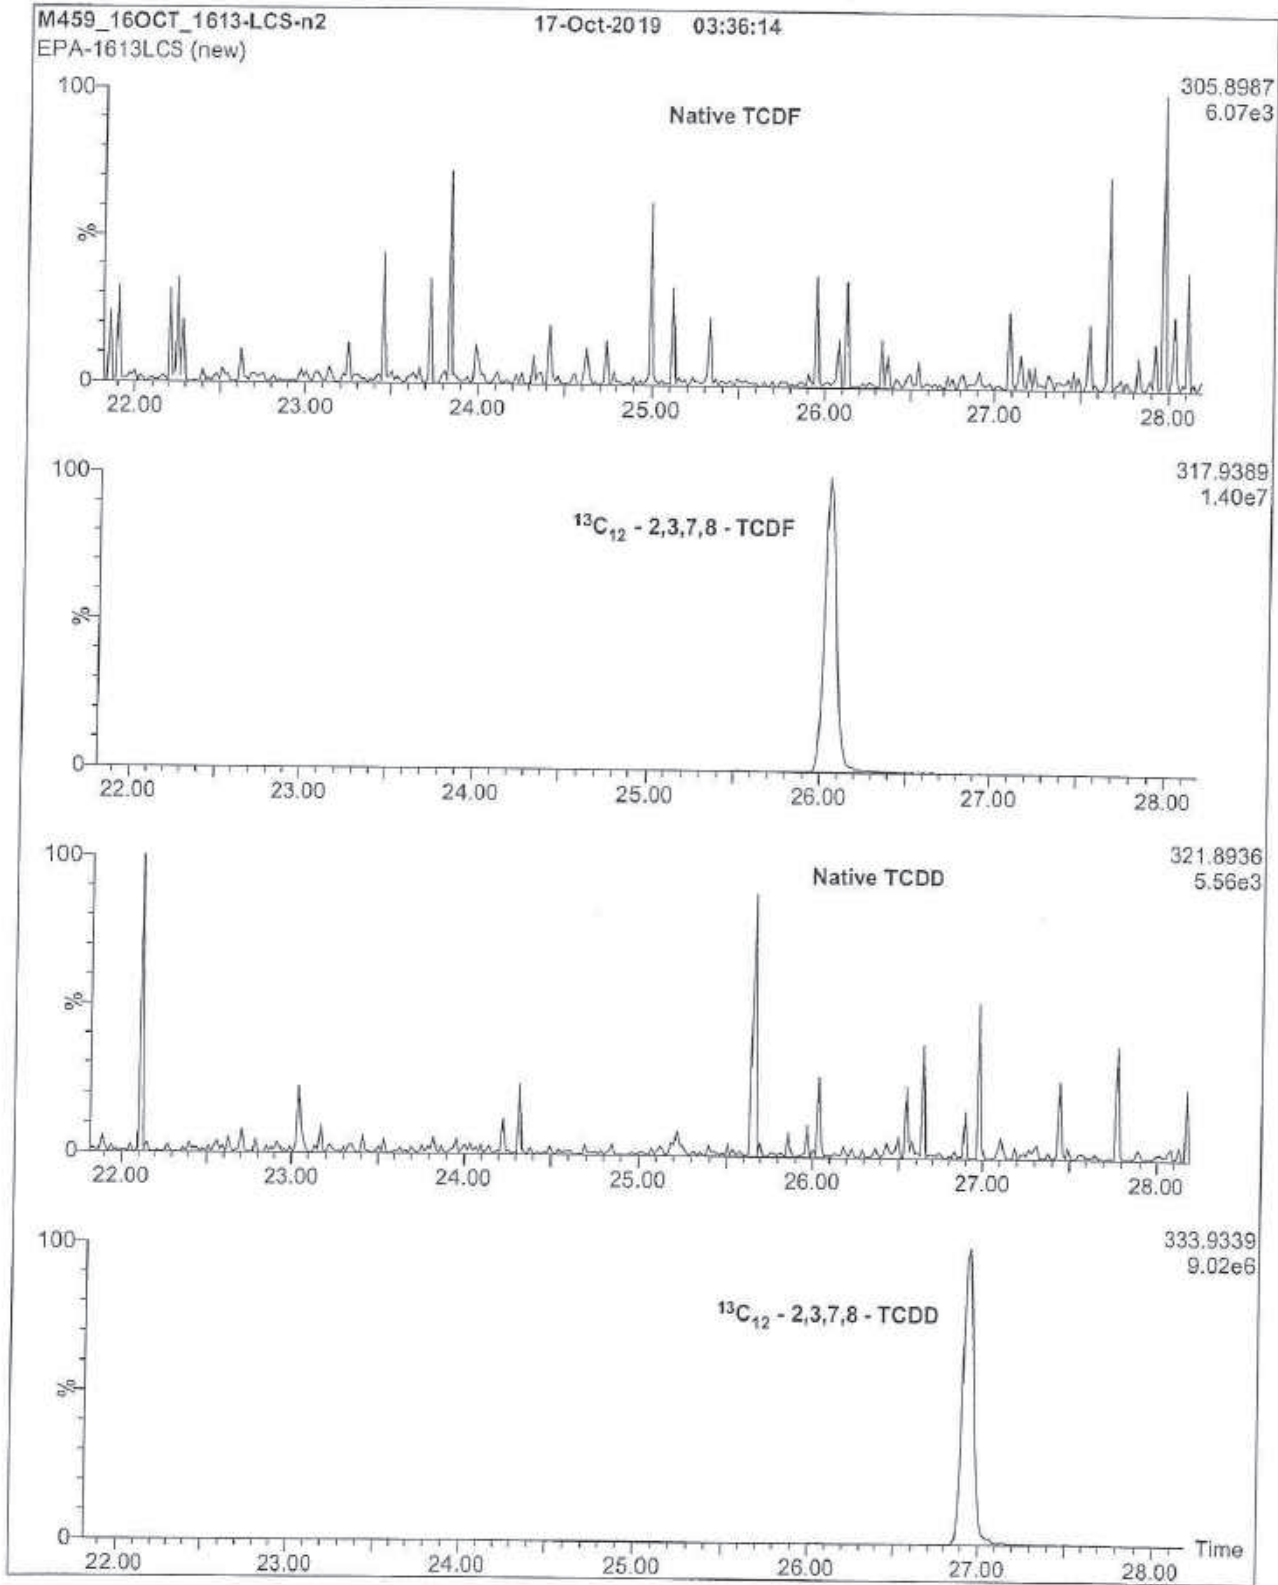 M459_16OCT_1613-LCS-n2 17-Oct-2019 03:36:14
EPA-1613LCS (new)
100 305.8987
Native TCDF 6.07e3
%
0
22.00 23.00 24.00 25.00 26.00 27.00 28.00
100 317.9389
1.40e7
¹³C₁₂ - 2,3,7,8 - TCDF
%
0
22.00 23.00 24.00 25.00 26.00 27.00 28.00
100 321.8936
Native TCDD 5.56e3
%
0
22.00 23.00 24.00 25.00 26.00 27.00 28.00
100 333.9339
9.02e6
¹³C₁₂ - 2,3,7,8 - TCDD
%
0 Time
22.00 23.00 24.00 25.00 26.00 27.00 28.00